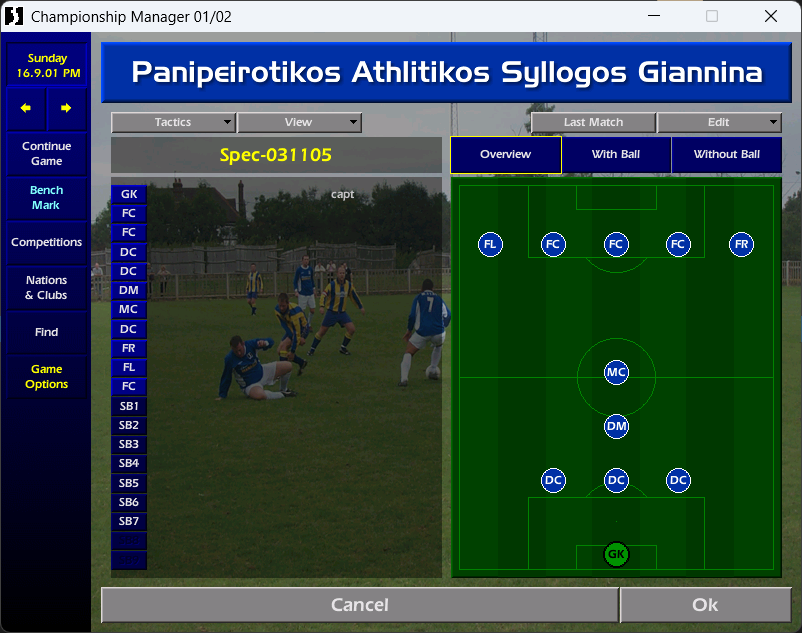 Championship Manager 01/02
Sunday
16.9.01 PM
Continue
Game
Bench
Mark
Competitions
Nations
& Clubs
Find
Game
Options
Panipeirotikos Athlitikos Syllogos Giannina
Tactics
View
Last Match
Edit
Spec-031105
Overview
With Ball
Without Ball
GK
capt
FC
FC
DC
DC
DM
MC
DC
FR
FL
FC
SB1
SB2
SB3
SB4
SB5
SB6
SB7
FL FC FC FC FR
MC
DM
DC DC DC
GK
7
Cancel
Ok